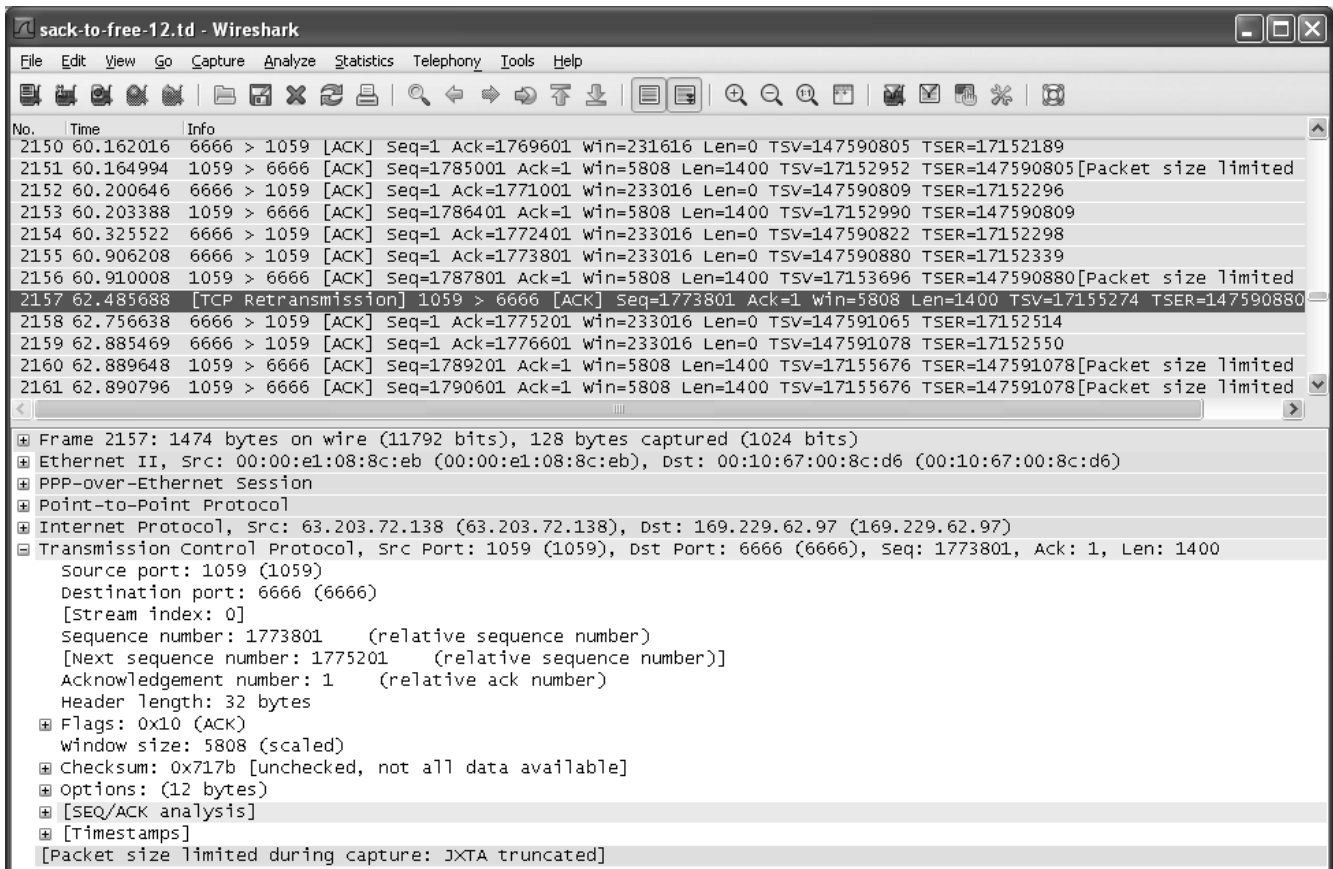 sack-to-free-12.td - Wireshark
File Edit View Go Capture Analyze Statistics Telephony Tools Help
No. Time Info
2150 60.162016 6666 > 1059 [ACK] Seq=1 Ack=1769601 Win=231616 Len=0 TSV=147590805 TSER=17152189
2151 60.164994 1059 > 6666 [ACK] Seq=1785001 Ack=1 Win=5808 Len=1400 TSV=17152952 TSER=147590805[Packet size limited
2152 60.200646 6666 > 1059 [ACK] Seq=1 Ack=1771001 Win=233016 Len=0 TSV=147590809 TSER=17152296
2153 60.203388 1059 > 6666 [ACK] Seq=1786401 Ack=1 Win=5808 Len=1400 TSV=17152990 TSER=147590809
2154 60.325522 6666 > 1059 [ACK] Seq=1 Ack=1772401 Win=233016 Len=0 TSV=147590822 TSER=17152298
2155 60.906208 6666 > 1059 [ACK] Seq=1 Ack=1773801 Win=233016 Len=0 TSV=147590880 TSER=17152339
2156 60.910008 1059 > 6666 [ACK] Seq=1787801 Ack=1 Win=5808 Len=1400 TSV=17153696 TSER=147590880[Packet size limited
2157 62.485688 [TCP Retransmission] 1059 > 6666 [ACK] Seq=1773801 Ack=1 Win=5808 Len=1400 TSV=17155274 TSER=147590880
2158 62.756638 6666 > 1059 [ACK] Seq=1 Ack=1775201 Win=233016 Len=0 TSV=147591065 TSER=17152514
2159 62.885469 6666 > 1059 [ACK] Seq=1 Ack=1776601 Win=233016 Len=0 TSV=147591078 TSER=17152550
2160 62.889648 1059 > 6666 [ACK] Seq=1789201 Ack=1 Win=5808 Len=1400 TSV=17155676 TSER=147591078[Packet size limited
2161 62.890796 1059 > 6666 [ACK] Seq=1790601 Ack=1 Win=5808 Len=1400 TSV=17155676 TSER=147591078[Packet size limited
Frame 2157: 1474 bytes on wire (11792 bits), 128 bytes captured (1024 bits)
Ethernet II, Src: 00:00:e1:08:8c:eb (00:00:e1:08:8c:eb), Dst: 00:10:67:00:8c:d6 (00:10:67:00:8c:d6)
PPP-over-Ethernet Session
Point-to-Point Protocol
Internet Protocol, Src: 63.203.72.138 (63.203.72.138), Dst: 169.229.62.97 (169.229.62.97)
Transmission Control Protocol, Src Port: 1059 (1059), Dst Port: 6666 (6666), Seq: 1773801, Ack: 1, Len: 1400
Source port: 1059 (1059)
Destination port: 6666 (6666)
[Stream index: 0]
Sequence number: 1773801 (relative sequence number)
[Next sequence number: 1775201 (relative sequence number)]
Acknowledgement number: 1 (relative ack number)
Header length: 32 bytes
Flags: 0x10 (ACK)
Window size: 5808 (scaled)
Checksum: 0x717b [unchecked, not all data available]
Options: (12 bytes)
[SEQ/ACK analysis]
[Timestamps]
[Packet size limited during capture: JXTA truncated]